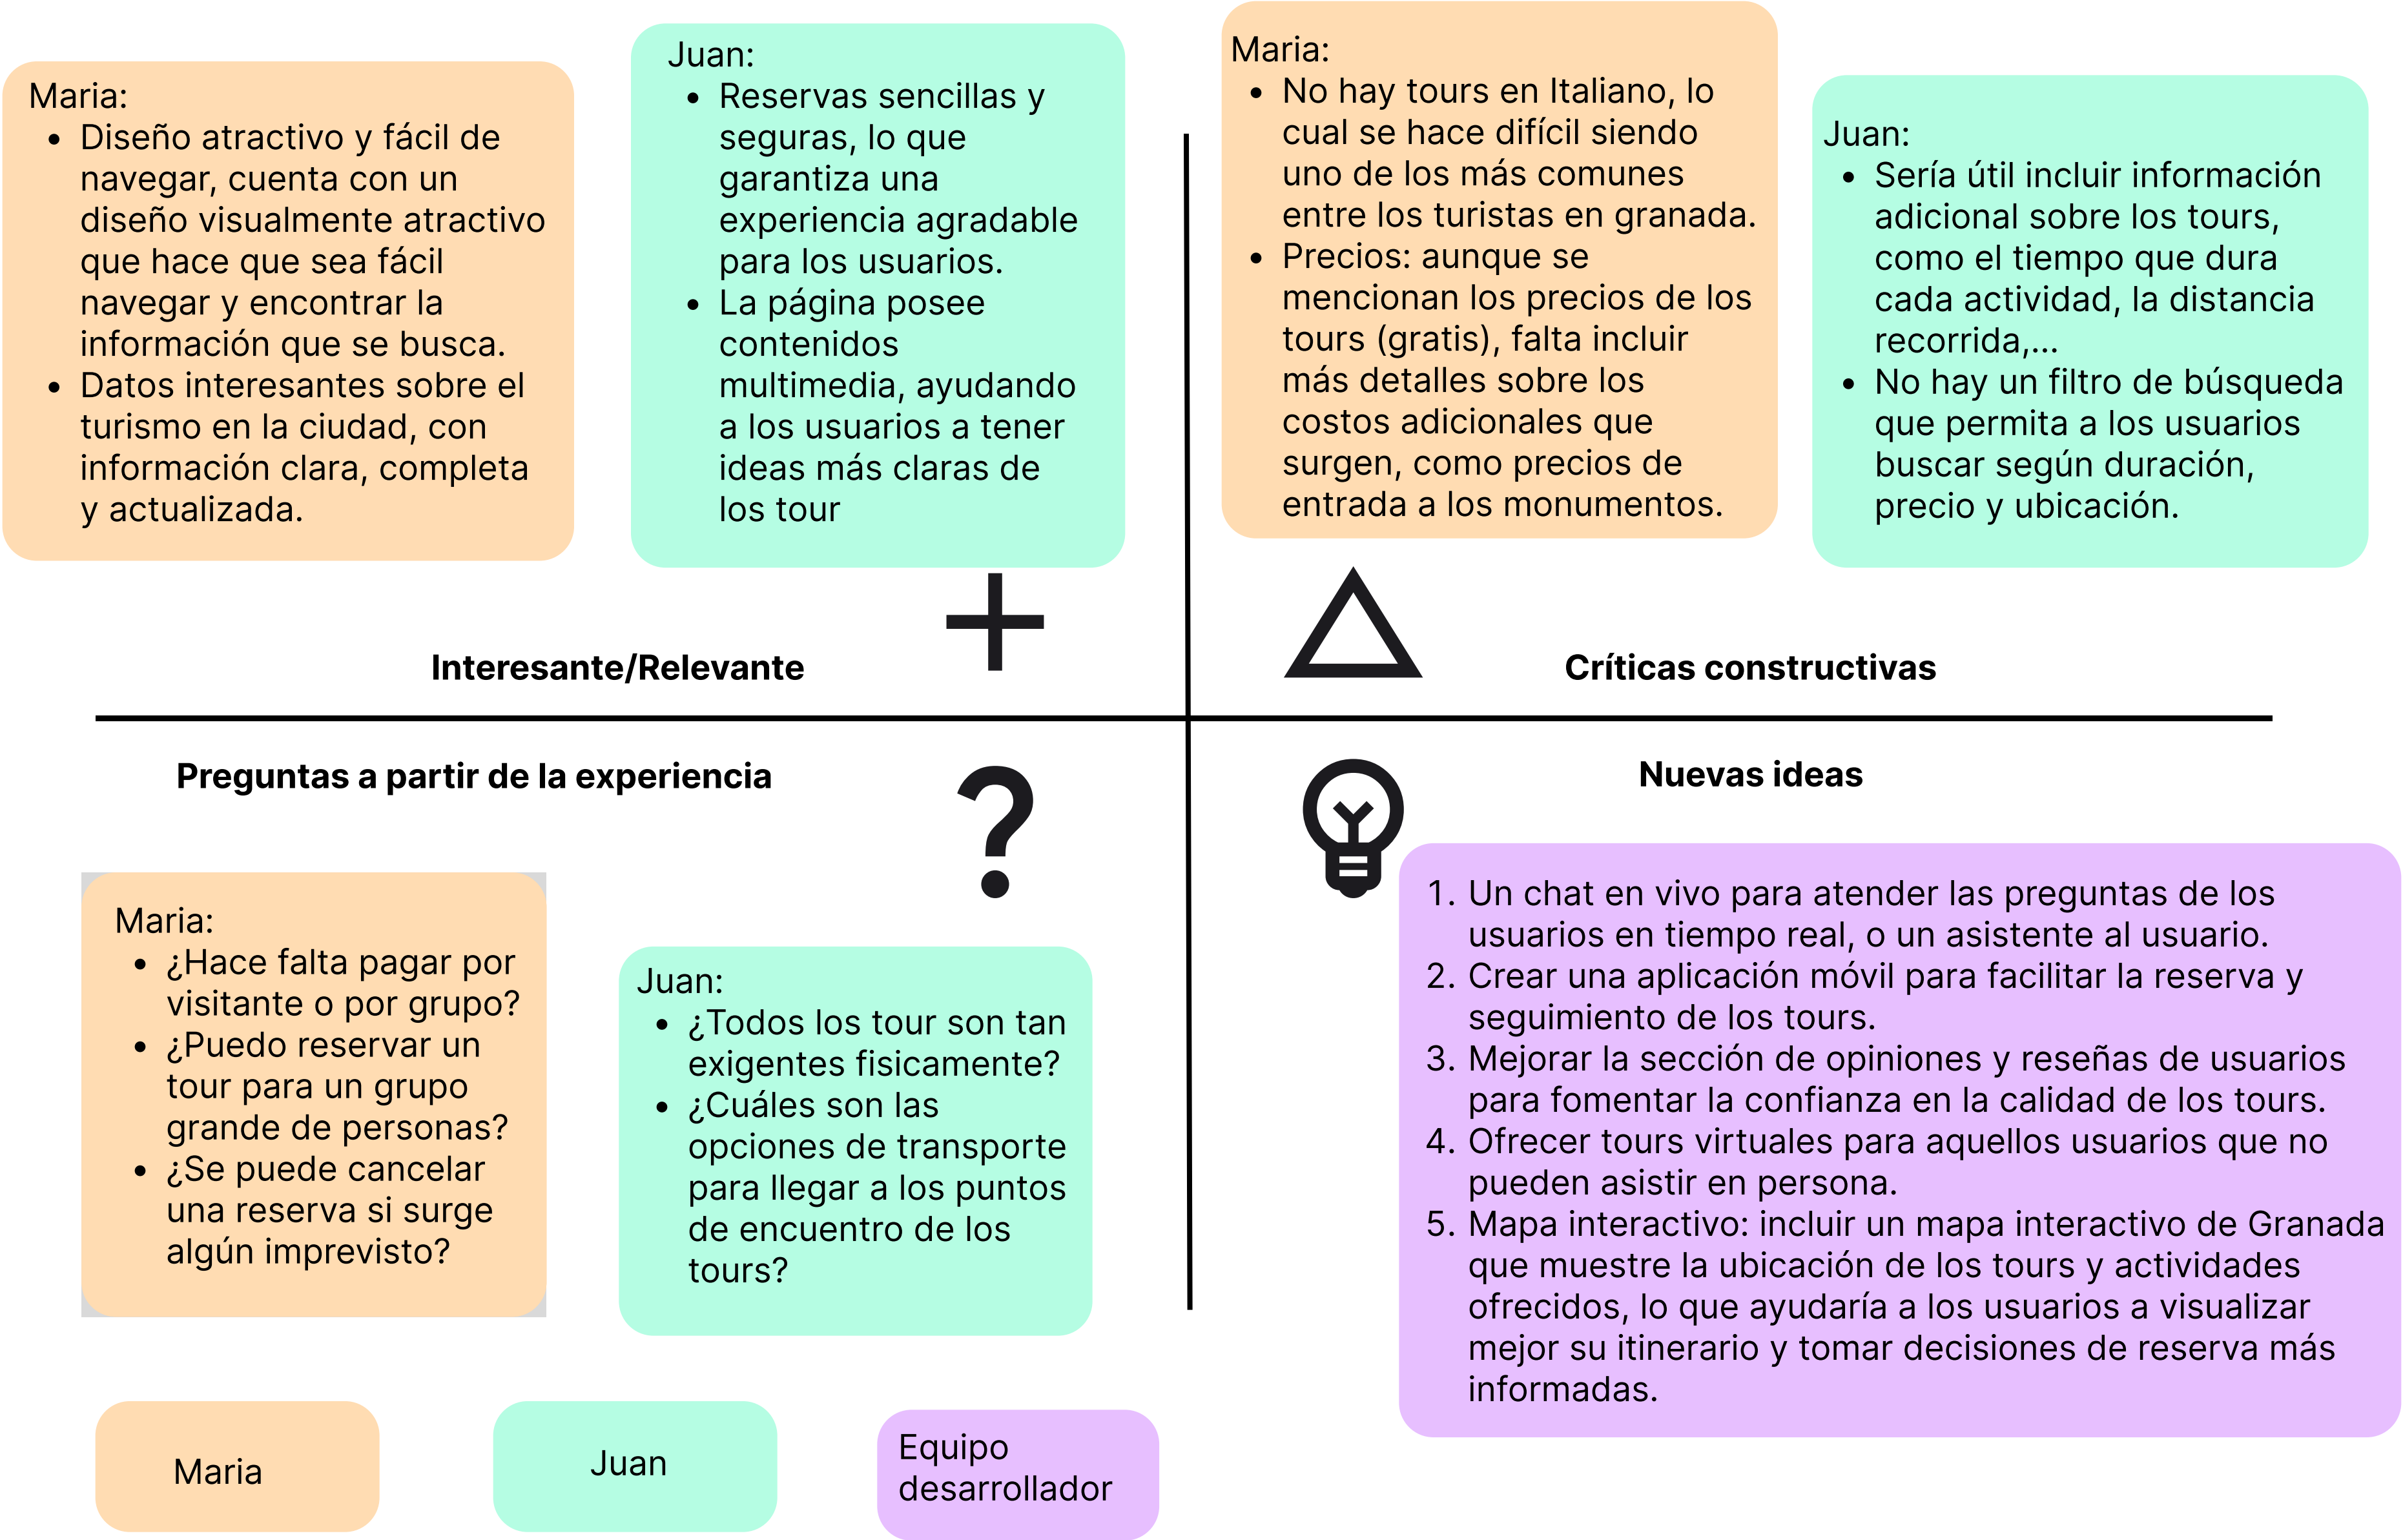 Maria:
• Diseño atractivo y fácil de
navegar, cuenta con un
diseño visualmente atractivo
que hace que sea fácil
navegar y encontrar la
información que se busca.
• Datos interesantes sobre el
turismo en la ciudad, con
información clara, completa
y actualizada.
Juan:
• Reservas sencillas y
seguras, lo que
garantiza una
experiencia agradable
para los usuarios.
• La página posee
contenidos
multimedia, ayudando
a los usuarios a tener
ideas más claras de
los tour
Interesante/Relevante
Maria:
• No hay tours en Italiano, lo
cual se hace difícil siendo
uno de los más comunes
entre los turistas en granada.
• Precios: aunque se
mencionan los precios de los
tours (gratis), falta incluir
más detalles sobre los
costos adicionales que
surgen, como precios de
entrada a los monumentos.
Juan:
• Sería útil incluir información
adicional sobre los tours,
como el tiempo que dura
cada actividad, la distancia
recorrida,...
• No hay un filtro de búsqueda
que permita a los usuarios
buscar según duración,
precio y ubicación.
Críticas constructivas
Preguntas a partir de la experiencia
Maria:
• ¿Hace falta pagar por
visitante o por grupo?
• ¿Puedo reservar un
tour para un grupo
grande de personas?
• ¿Se puede cancelar
una reserva si surge
algún imprevisto?
Juan:
• ¿Todos los tour son tan
exigentes fisicamente?
• ¿Cuáles son las
opciones de transporte
para llegar a los puntos
de encuentro de los
tours?
Nuevas ideas
1. Un chat en vivo para atender las preguntas de los
usuarios en tiempo real, o un asistente al usuario.
2. Crear una aplicación móvil para facilitar la reserva y
seguimiento de los tours.
3. Mejorar la sección de opiniones y reseñas de usuarios
para fomentar la confianza en la calidad de los tours.
4. Ofrecer tours virtuales para aquellos usuarios que no
pueden asistir en persona.
5. Mapa interactivo: incluir un mapa interactivo de Granada
que muestre la ubicación de los tours y actividades
ofrecidos, lo que ayudaría a los usuarios a visualizar
mejor su itinerario y tomar decisiones de reserva más
informadas.
Maria
Juan
Equipo
desarrollador